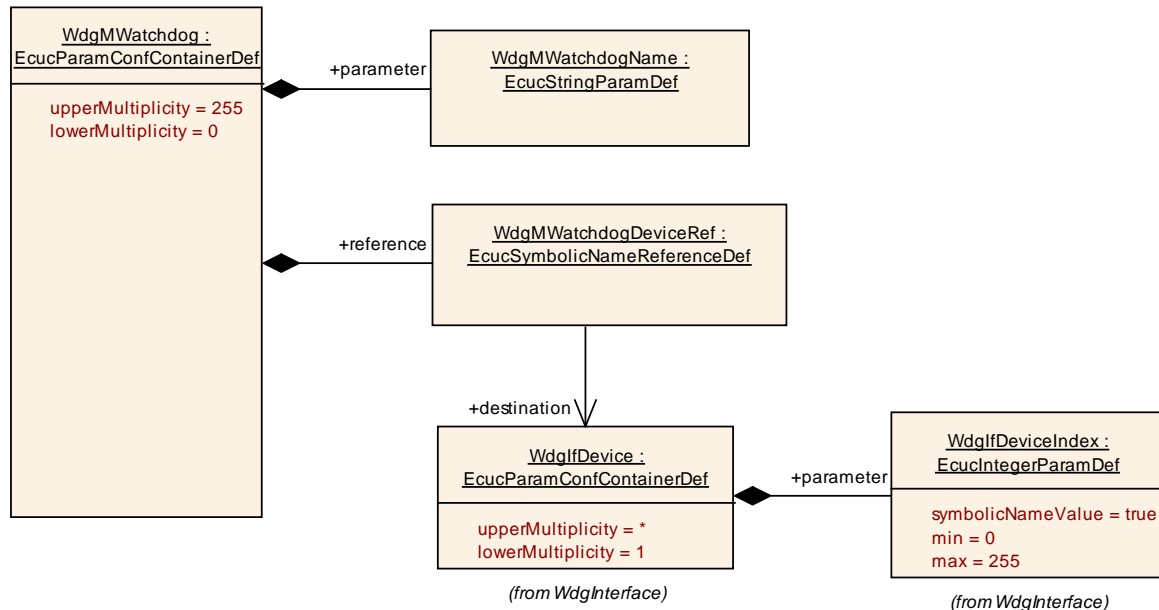 WdgMWatchdog :
EcucParamConfContainerDef
upperMultiplicity = 255
lowerMultiplicity = 0
+parameter
WdgMWatchdogName :
EcucStringParamDef
+reference
WdgMWatchdogDeviceRef :
EcucSymbolicNameReferenceDef
+destination
WdgIfDevice :
EcucParamConfContainerDef
upperMultiplicity = *
lowerMultiplicity = 1
(from WdgInterface)
+parameter
WdgIfDeviceIndex :
EcucIntegerParamDef
symbolicNameValue = true
min = 0
max = 255
(from WdgInterface)